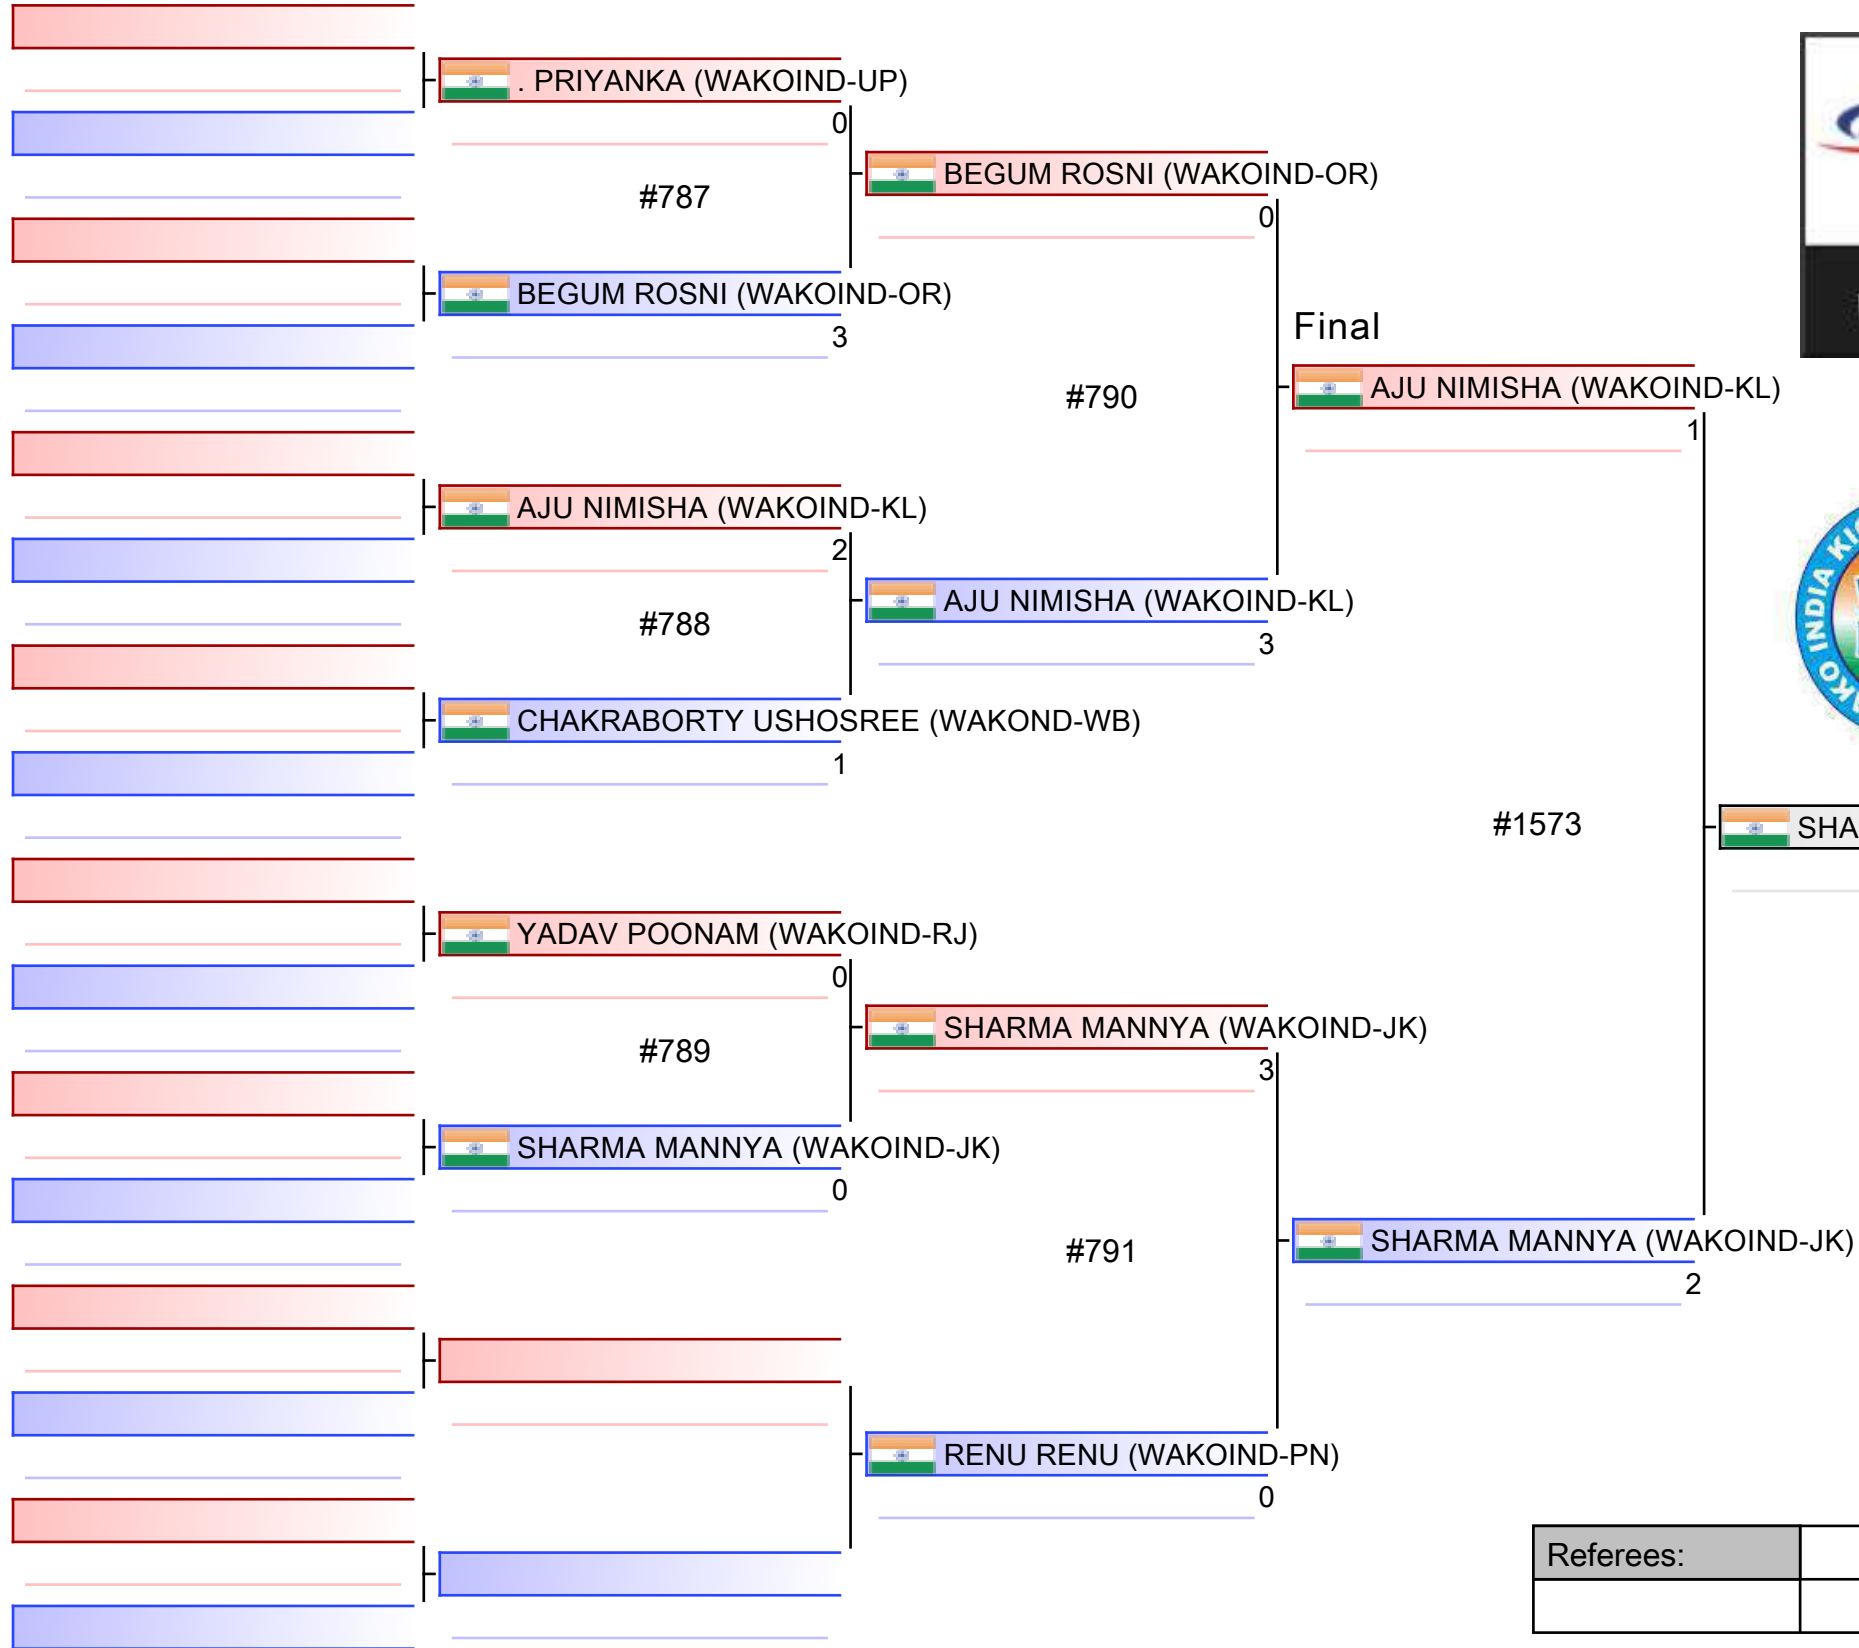 . PRIYANKA (WAKOIND-UP)
0
BEGUM ROSNI (WAKOIND-OR)
0
#787
BEGUM ROSNI (WAKOIND-OR)
3
Final
AJU NIMISHA (WAKOIND-KL)
1
#790
AJU NIMISHA (WAKOIND-KL)
2
AJU NIMISHA (WAKOIND-KL)
3
#788
CHAKRABORTY USHOSREE (WAKOND-WB)
1
#1573
SHA
YADAV POONAM (WAKOIND-RJ)
0
SHARMA MANNYA (WAKOIND-JK)
3
#789
SHARMA MANNYA (WAKOIND-JK)
0
#791
SHARMA MANNYA (WAKOIND-JK)
2
RENU RENU (WAKOIND-PN)
0
Referees:
INDIA